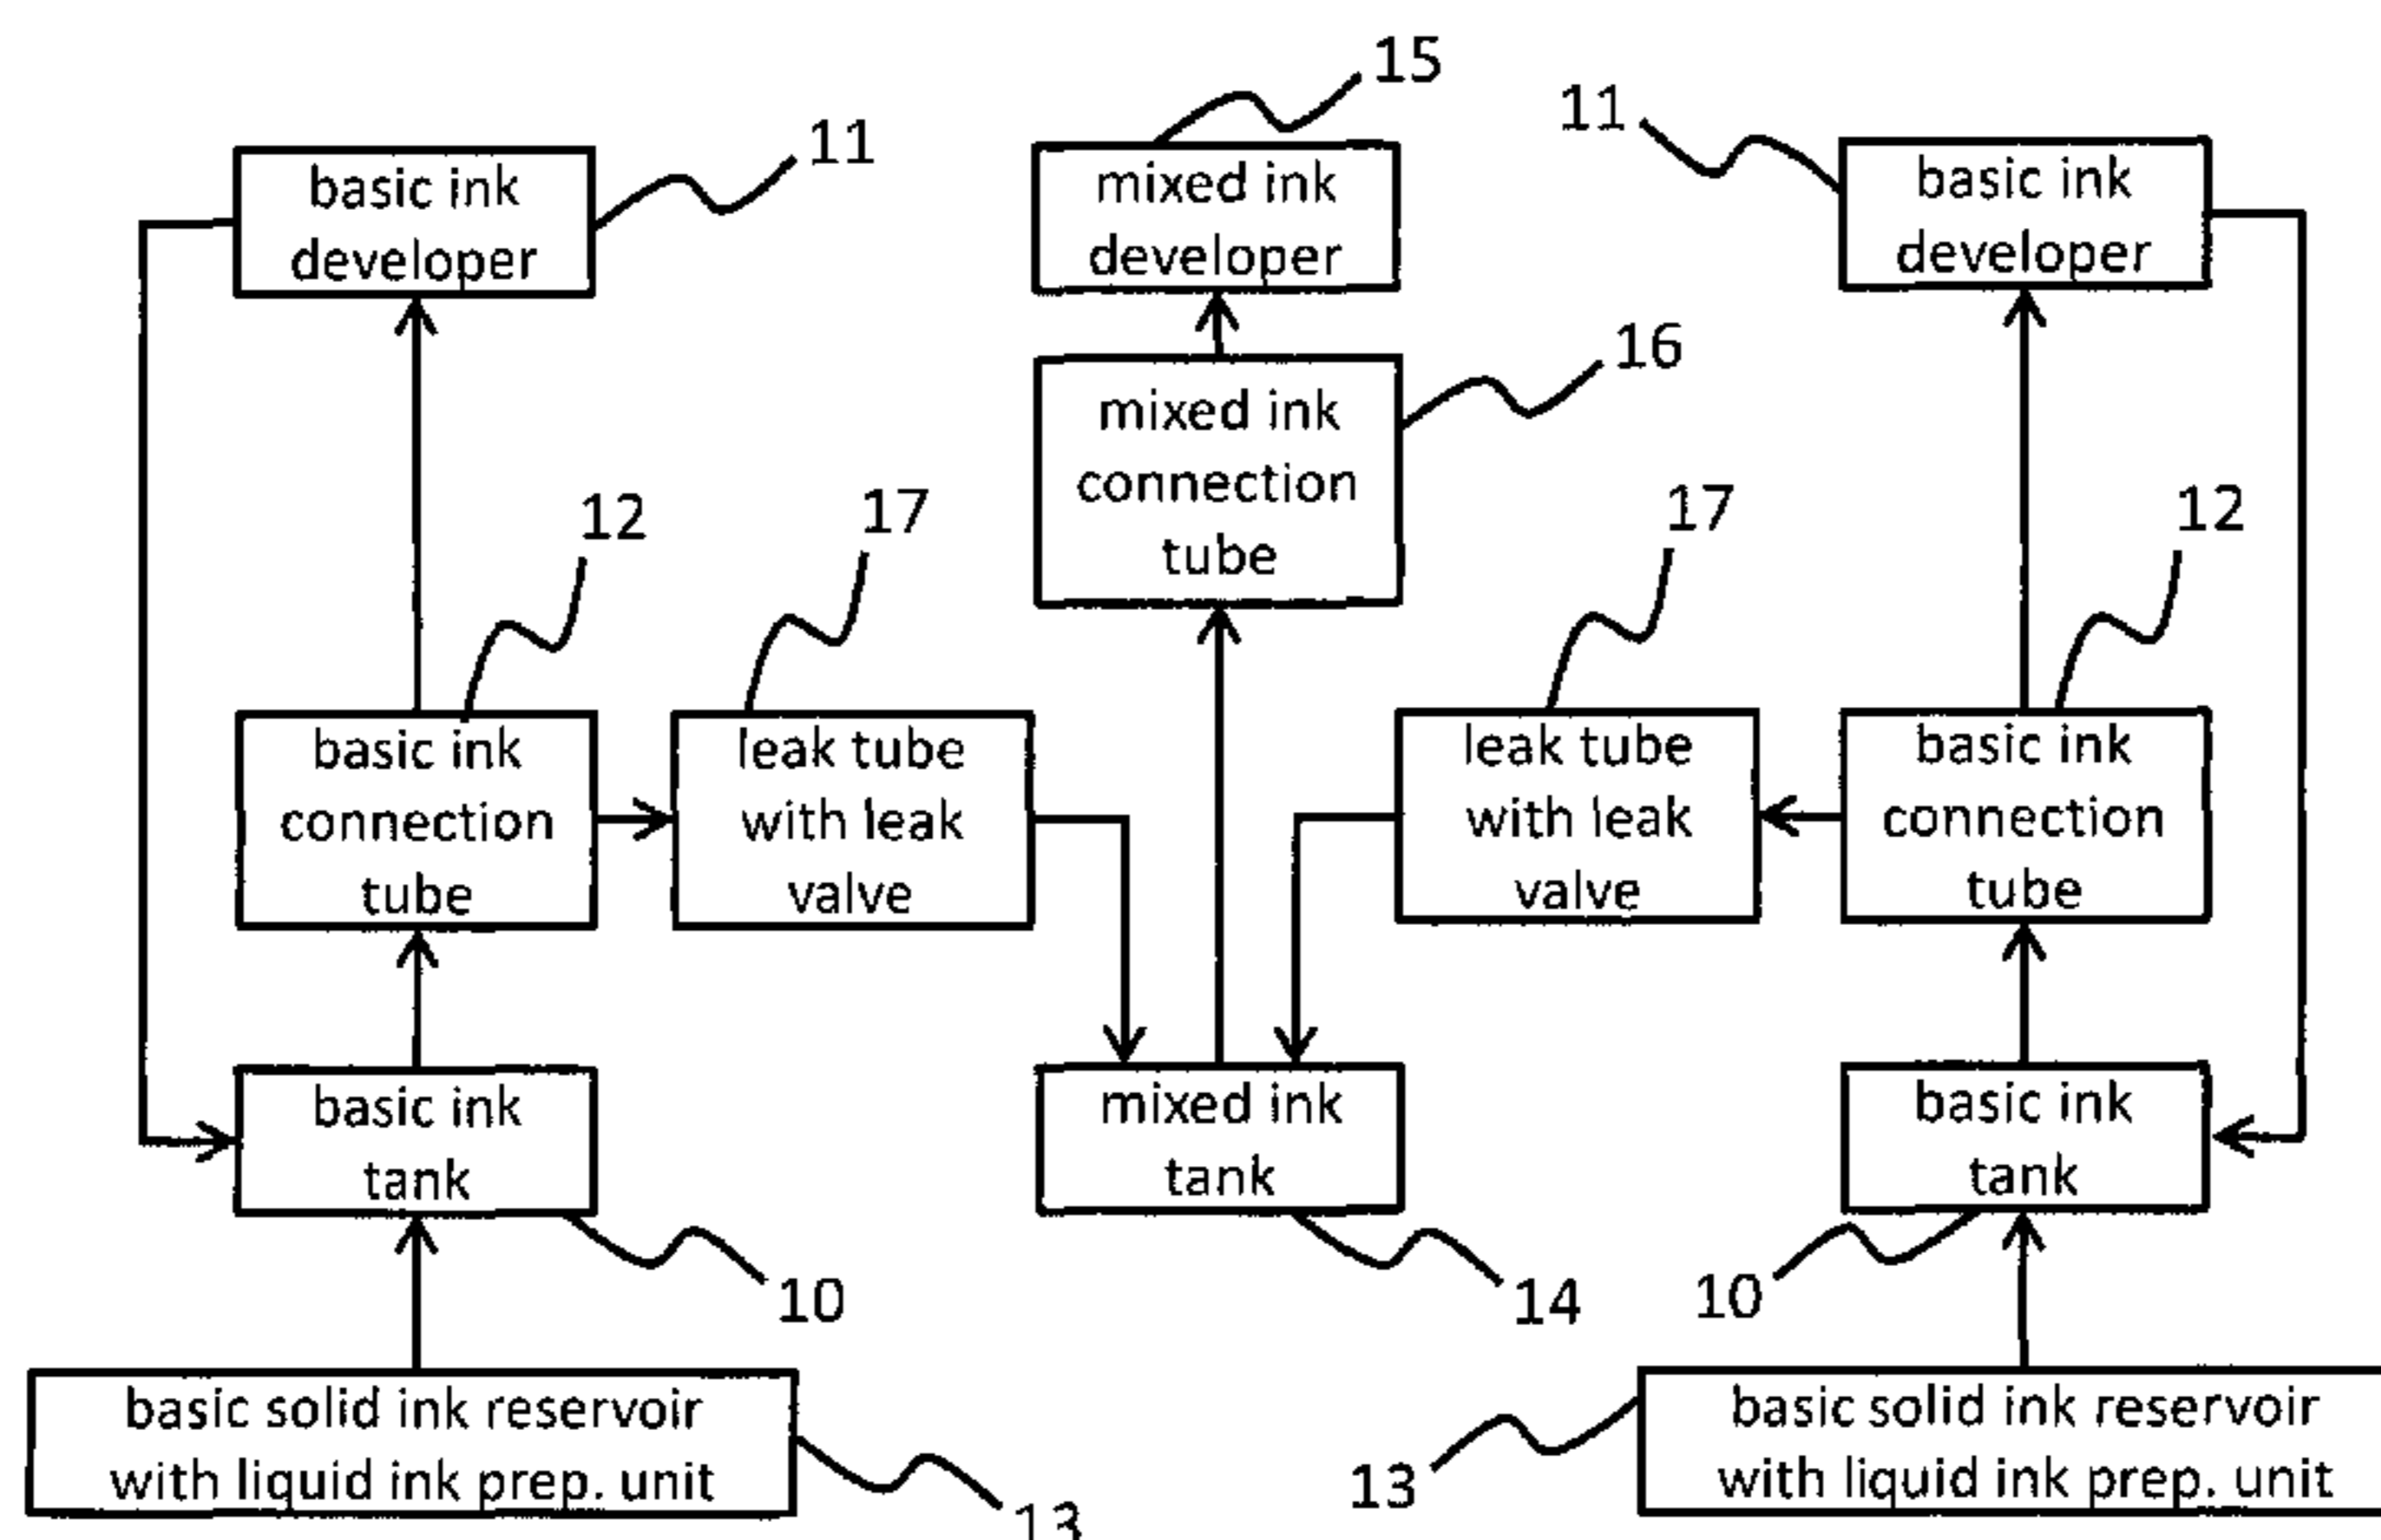 15
11
11
basic ink
developer
mixed ink
developer
basic ink
developer
16
mixed ink
connection
tube
12
17
17
12
basic ink
connection
tube
leak tube
with leak
valve
leak tube
with leak
valve
basic ink
connection
tube
basic ink
tank
mixed ink
tank
basic ink
tank
10
14
10
basic solid ink reservoir
with liquid ink prep. unit
13
13
basic solid ink reservoir
with liquid ink prep. unit